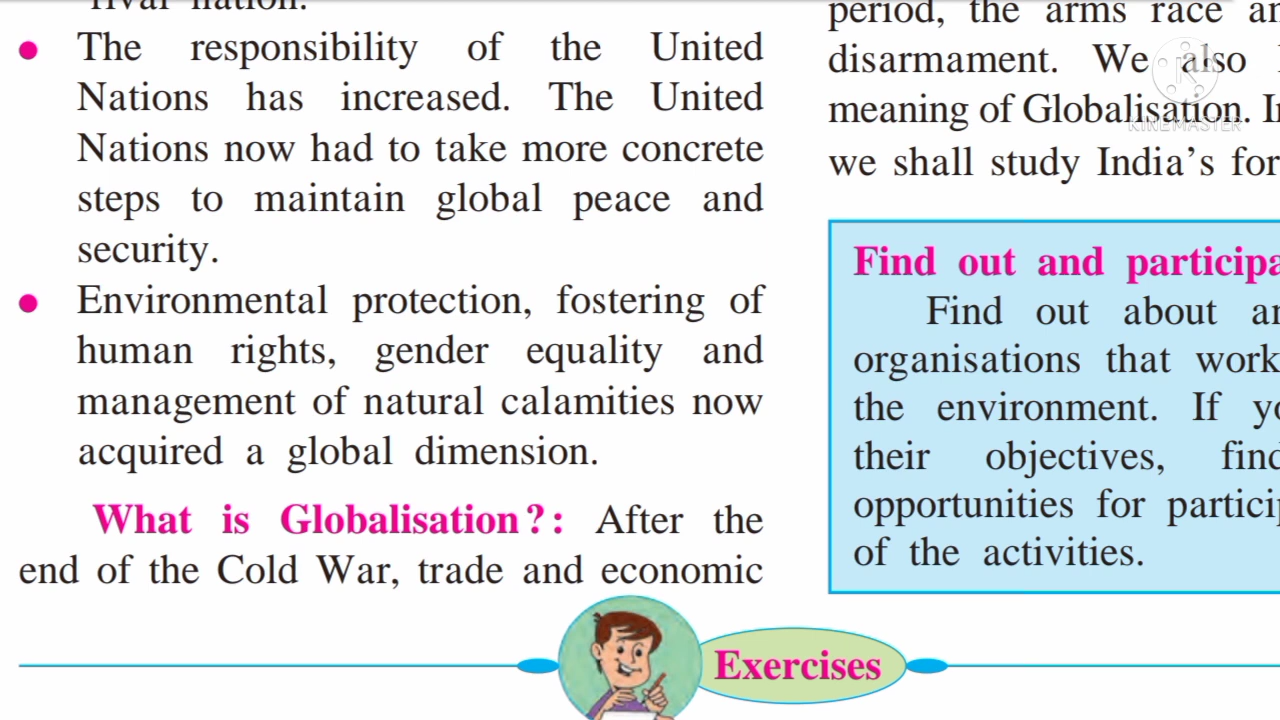 The responsibility of the United
Nations has increased. The United
Nations now had to take more concrete
steps to maintain global peace and
security.
Environmental protection, fostering of
human rights, gender equality and
management of natural calamities now
acquired a global dimension.
What is Globalisation?: After the
end of the Cold War, trade and economic
period, the arms race
disarmament. We also
meaning of Globalisation.
we shall study India's
Find out and
Find out about
organisations that work
the environment. If
their objectives, find
opportunities for
of the activities.
Exercises
KINEMASTER